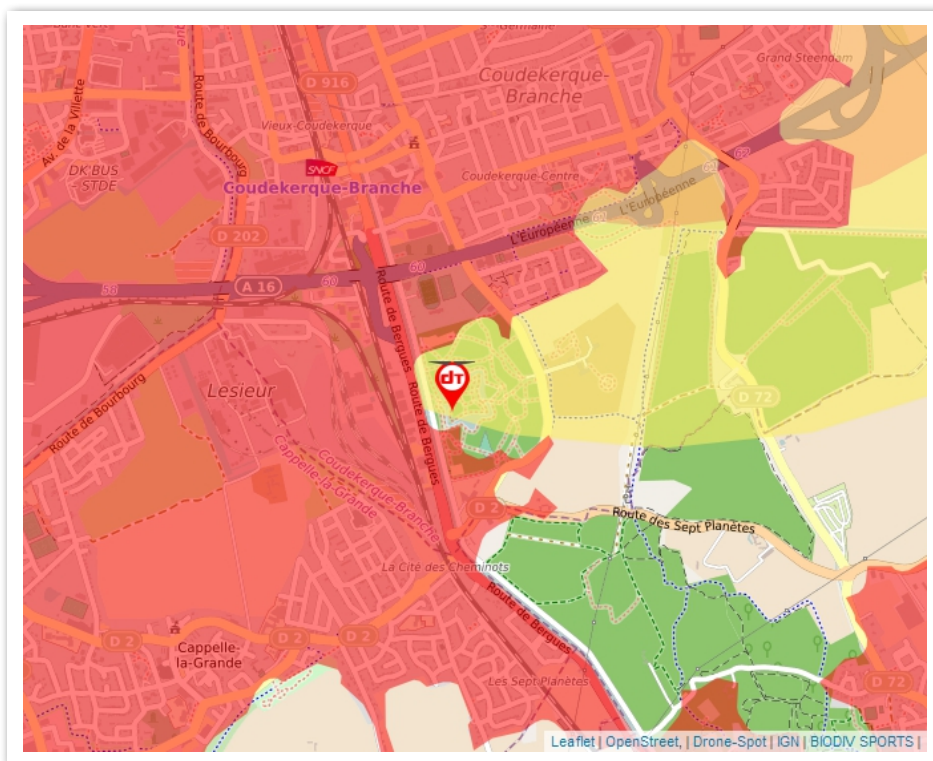 Germaine
Grand Steendam
D 916
Coudekerque-
Branche
Av. de la Villette
Route de Bourbourg
Vieux-Coudekerque
DK'BUS
- STDE
SNCF
Coudekerque-Branche
Coudekerque-Centre
62
62
L'Européenne
L'Européenne
D 202
58
A 16
60
60
Route de Bergues
dT
Lesieur
D 72
Route de Bourbourg
Route de Bergues
Coudekerque-Branche
Cappelle-la-Grande
D 2
Route des Sept Planètes
La Cité des Cheminots
Route de Bergues
D 2
D 2
D 2
Cappelle-
la-Grande
Les Sept Planètes
D 72
Leaflet | OpenStreet, | Drone-Spot | IGN | BIODIV SPORTS |